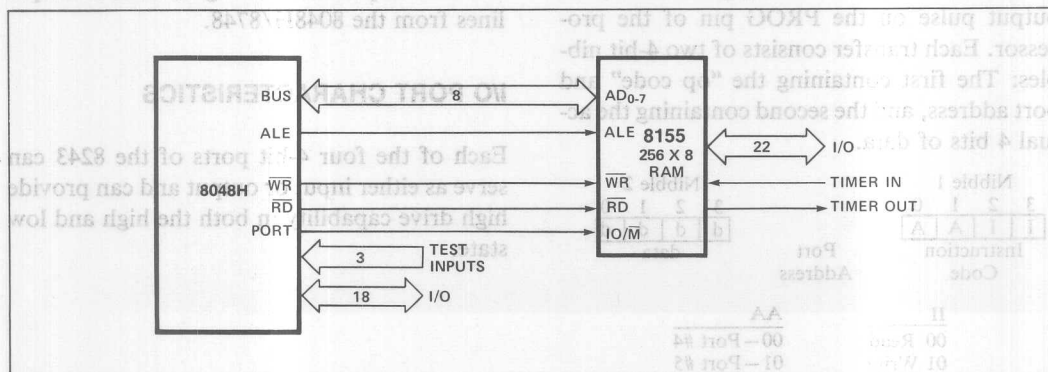 output pulse on the PROG pin of the pro-
cessor. Each transfer consists of two 4-bit nib-
bles: The first containing the "op code" and
port address, and the second containing the ac-
tual 4 bits of data.
lines from the 8048H/8748.
I/O PORT CHARACTERISTICS
Each of the four 4-bit ports of the 8243 can
serve as either input or output and can provide
high drive capability in both the high and low
state.
8048H
BUS
ALE
WR
RD
PORT
8
3
TEST
INPUTS
18
I/O
AD0-7
ALE
8155
256 X 8
RAM
WR
RD
IO/M
22
I/O
TIMER IN
TIMER OUT
Nibble 1
Nibble 2
3 2 1 0
3 2 1 0
I I A A
d d d d
Instruction
Code
Port
Address
data
II
AA
00 Read
00–Port #4
01 Write
01–Port #5